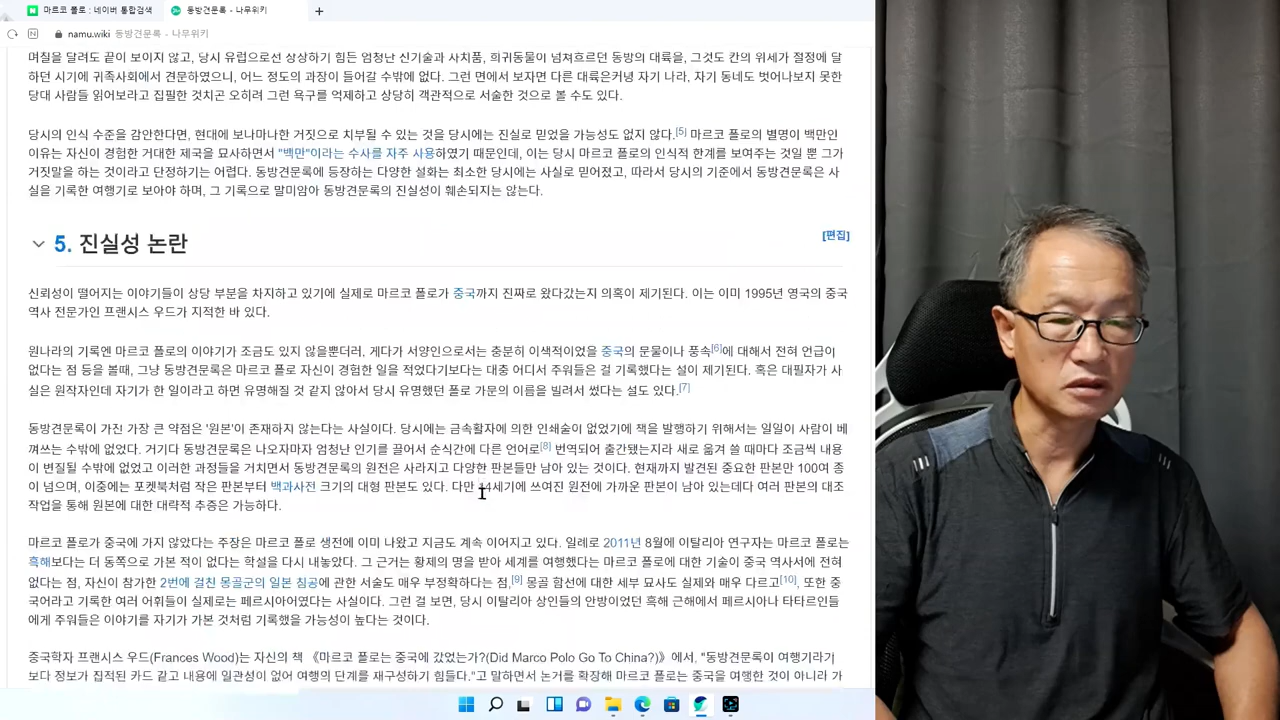 마르코 폴로 : 네이버 통합검색
동방견문록 - 나무위키
+
N
namu.wiki 동방견문록 - 나무위키
며칠을 달려도 끝이 보이지 않고, 당시 유럽으로선 상상하기 힘든 엄청난 신기술과 사치품, 희귀동물이 넘쳐흐르던 동방의 대륙을, 그것도 칸의 위세가 절정에 달
하던 시기에 귀족사회에서 견문하였으니, 어느 정도의 과장이 들어갈 수밖에 없다. 그런 면에서 보자면 다른 대륙은커녕 자기 나라, 자기 동네도 벗어나보지 못한
당대 사람들 읽어보라고 집필한 것치곤 오히려 그런 욕구를 억제하고 상당히 객관적으로 서술한 것으로 볼 수도 있다.
당시의 인식 수준을 감안한다면, 현대에 보나마나한 거짓으로 치부될 수 있는 것을 당시에는 진실로 믿었을 가능성도 없지 않다.[5] 마르코 폴로의 별명이 백만인
이유는 자신이 경험한 거대한 제국을 묘사하면서 "백만"이라는 수사를 자주 사용하였기 때문인데, 이는 당시 마르코 폴로의 인식적 한계를 보여주는 것일 뿐 그가
거짓말을 하는 것이라고 단정하기는 어렵다. 동방견문록에 등장하는 다양한 설화는 최소한 당시에는 사실로 믿어졌고, 따라서 당시의 기준에서 동방견문록은 사
실을 기록한 여행기로 보아야 하며, 그 기록으로 말미암아 동방견문록의 진실성이 훼손되지는 않는다.
5. 진실성 논란
[편집]
신뢰성이 떨어지는 이야기들이 상당 부분을 차지하고 있기에 실제로 마르코 폴로가 중국까지 진짜로 왔다갔는지 의혹이 제기된다. 이는 이미 1995년 영국의 중국
역사 전문가인 프랜시스 우드가 지적한 바 있다.
원나라의 기록엔 마르코 폴로의 이야기가 조금도 있지 않을뿐더러, 게다가 서양인으로서는 충분히 이색적이었을 중국의 문물이나 풍속[6]에 대해서 전혀 언급이
없다는 점 등을 볼때, 그냥 동방견문록은 마르코 폴로 자신이 경험한 일을 적었다기보다는 대충 어디서 주워들은 걸 기록했다는 설이 제기된다. 혹은 대필자가 사
실은 원작자인데 자기가 한 일이라고 하면 유명해질 것 같지 않아서 당시 유명했던 폴로 가문의 이름을 빌려서 썼다는 설도 있다.[7]
동방견문록이 가진 가장 큰 약점은 '원본'이 존재하지 않는다는 사실이다. 당시에는 금속활자에 의한 인쇄술이 없었기에 책을 발행하기 위해서는 일일이 사람이 베
껴쓰는 수밖에 없었다. 거기다 동방견문록은 나오자마자 엄청난 인기를 끌어서 순식간에 다른 언어로[8] 번역되어 출간됐는지라 새로 옮겨 쓸 때마다 조금씩 내용
이 변질될 수밖에 없었고 이러한 과정들을 거치면서 동방견문록의 원전은 사라지고 다양한 판본들만 남아 있는 것이다. 현재까지 발견된 중요한 판본만 100여 종
이 넘으며, 이중에는 포켓북처럼 작은 판본부터 백과사전 크기의 대형 판본도 있다. 다만 14세기에 쓰여진 원전에 가까운 판본이 남아 있는데다 여러 판본의 대조
작업을 통해 원본에 대한 대략적 추증은 가능하다.
마르코 폴로가 중국에 가지 않았다는 주장은 마르코 폴로 생전에 이미 나왔고 지금도 계속 이어지고 있다. 일례로 2011년 8월에 이탈리아 연구자는 마르코 폴로는
흑해보다는 더 동쪽으로 가본 적이 없다는 학설을 다시 내놓았다. 그 근거는 황제의 명을 받아 세계를 여행했다는 마르코 폴로에 대한 기술이 중국 역사서에 전혀
없다는 점, 자신이 참가한 2번에 걸친 몽골군의 일본 침공에 관한 서술도 매우 부정확하다는 점,[9] 몽골 함선에 대한 세부 묘사도 실제와 매우 다르고[10], 또한 중
국어라고 기록한 여러 어휘들이 실제로는 페르시아어였다는 사실이다. 그런 걸 보면, 당시 이탈리아 상인들의 안방이었던 흑해 근해에서 페르시아나 타타르인들
에게 주워들은 이야기를 자기가 가본 것처럼 기록했을 가능성이 높다는 것이다.
중국학자 프랜시스 우드(Frances Wood)는 자신의 책 《마르코 폴로는 중국에 갔었는가?(Did Marco Polo Go To China?)》에서, "동방견문록이 여행기라기
보다 정보가 집적된 카드 같고 내용에 일관성이 없어 여행의 단계를 재구성하기 힘들다."고 말하면서 논거를 확장해 마르코 폴로는 중국을 여행한 것이 아니라 가